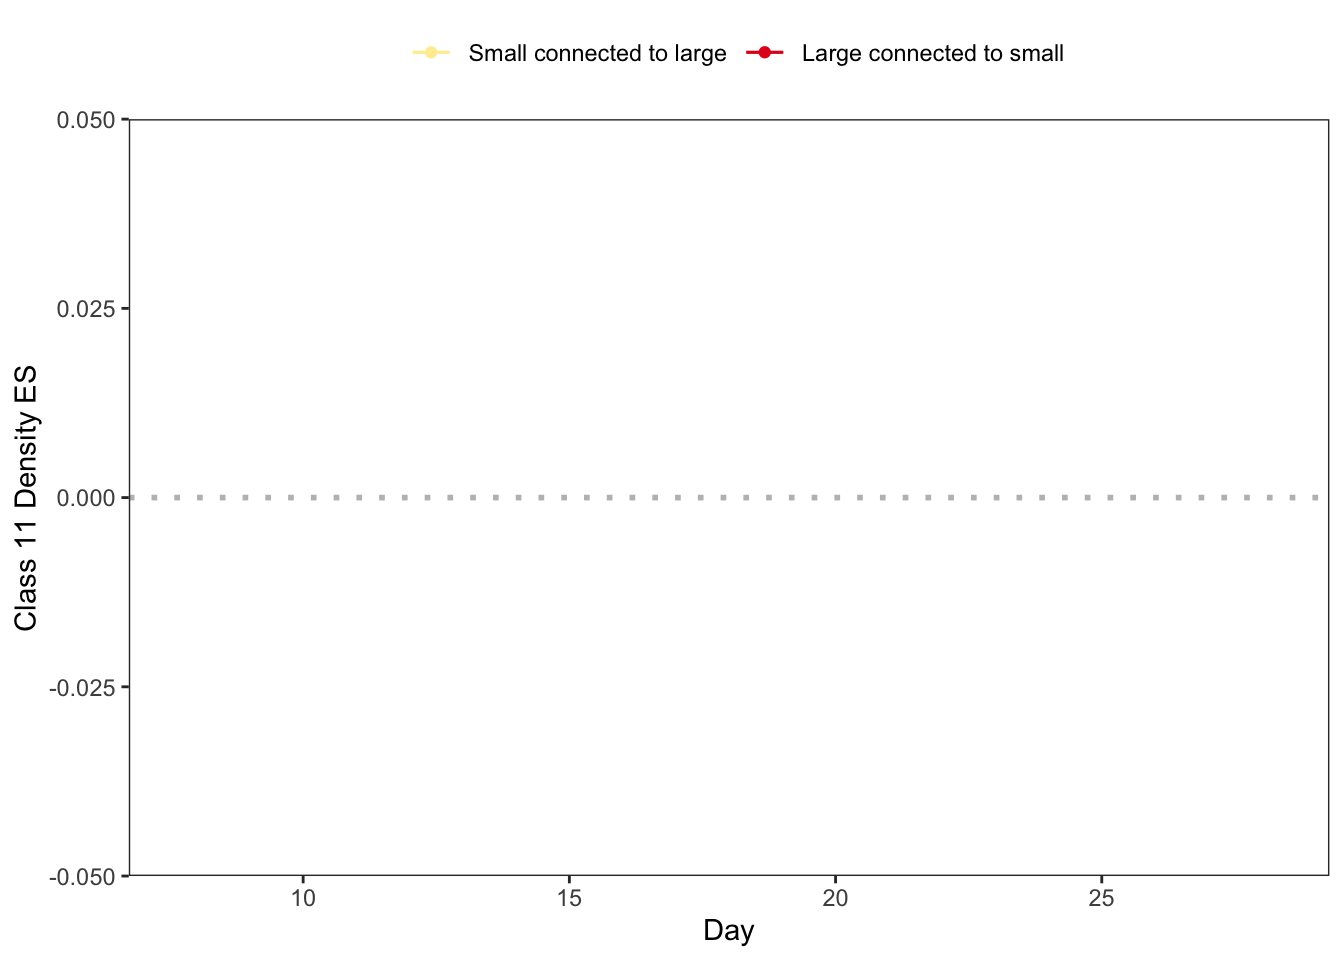 Small connected to large Large connected to small
0.050
0.025
0.000
-0.025
-0.050
Class 11 Density ES
10 15 20 25
Day